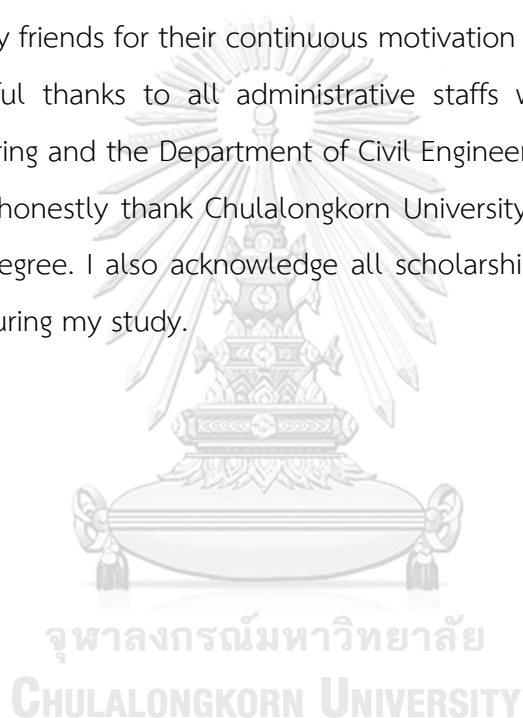 y friends for their continuous motivation
ful thanks to all administrative staffs w
ring and the Department of Civil Engineer
honestly thank Chulalongkorn University
egree. I also acknowledge all scholarshi
uring my study.
จุฬาลงกรณ์มหาวิทยาลัย
CHULALONGKORN UNIVERSITY